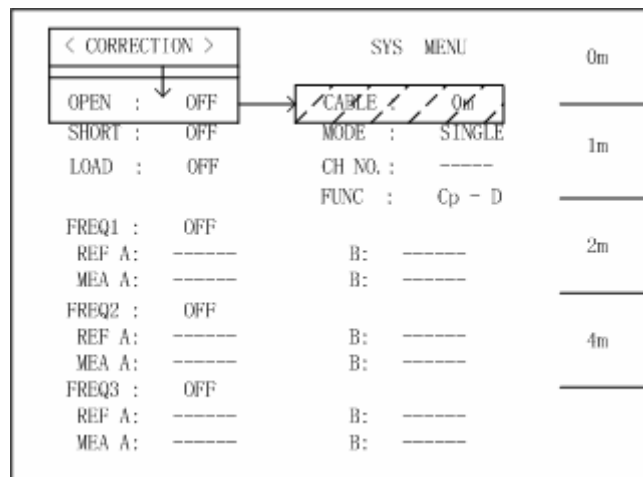 < CORRECTION > SYS MENU
OPEN : OFF CABLE : 0m
SHORT : OFF MODE : SINGLE
LOAD : OFF CH NO. : -----
FUNC : Cp - D
FREQ1 : OFF
REF A: ------ B: ------
MEA A: ------ B: ------
FREQ2 : OFF
REF A: ------ B: ------
MEA A: ------ B: ------
FREQ3 : OFF
REF A: ------ B: ------
MEA A: ------ B: ------
0m
1m
2m
4m